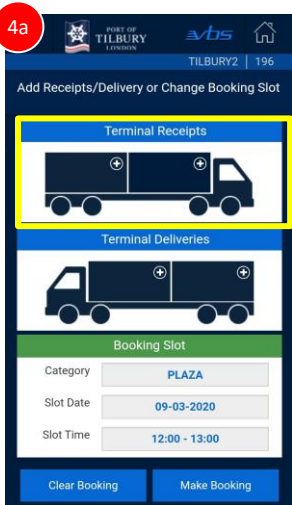 4a
PORT OF
TILBURY
LONDON
vbs
TILBURY2 | 196
Add Receipts/Delivery or Change Booking Slot
Terminal Receipts
Terminal Deliveries
Booking Slot
Category PLAZA
Slot Date 09-03-2020
Slot Time 12:00 - 13:00
Clear Booking Make Booking